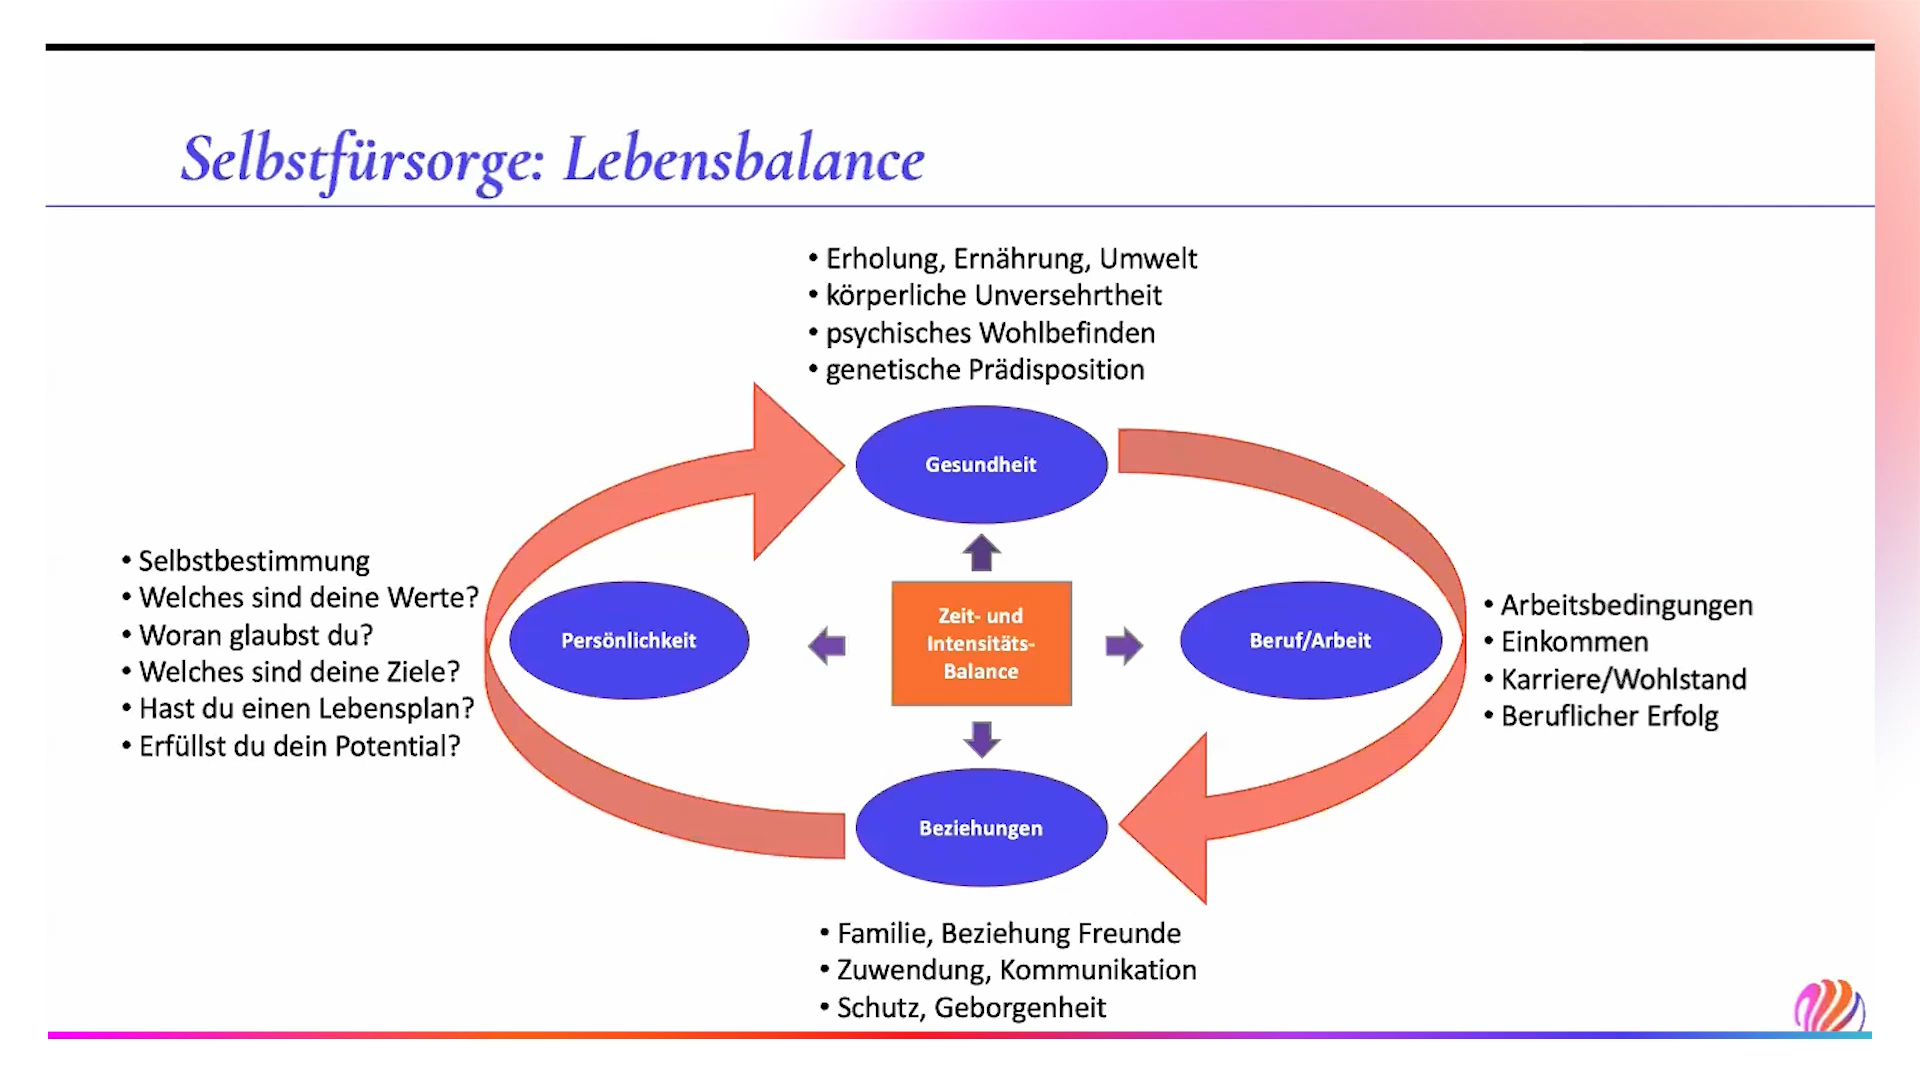 Selbstfürsorge: Lebensbalance
• Erholung, Ernährung, Umwelt
• körperliche Unversehrtheit
• psychisches Wohlbefinden
• genetische Prädisposition
Gesundheit
• Selbstbestimmung
• Welches sind deine Werte?
• Woran glaubst du?
• Welches sind deine Ziele?
• Hast du einen Lebensplan?
• Erfüllst du dein Potential?
Persönlichkeit
Zeit- und
Intensitäts-
Balance
Beruf/Arbeit
• Arbeitsbedingungen
• Einkommen
• Karriere/Wohlstand
• Beruflicher Erfolg
Beziehungen
• Familie, Beziehung Freunde
• Zuwendung, Kommunikation
• Schutz, Geborgenheit